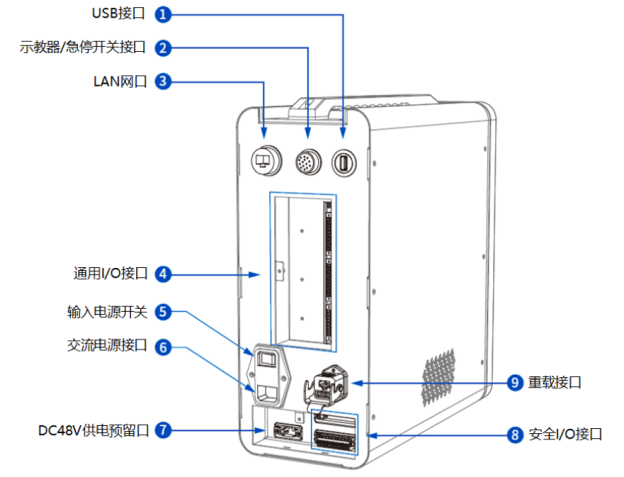 USB接口 1
示教器/急停开关接口 2
LAN网口 3
通用I/O接口 4
输入电源开关 5
交流电源接口 6
9 重载接口
DC48V供电预留口 7
8 安全I/O接口